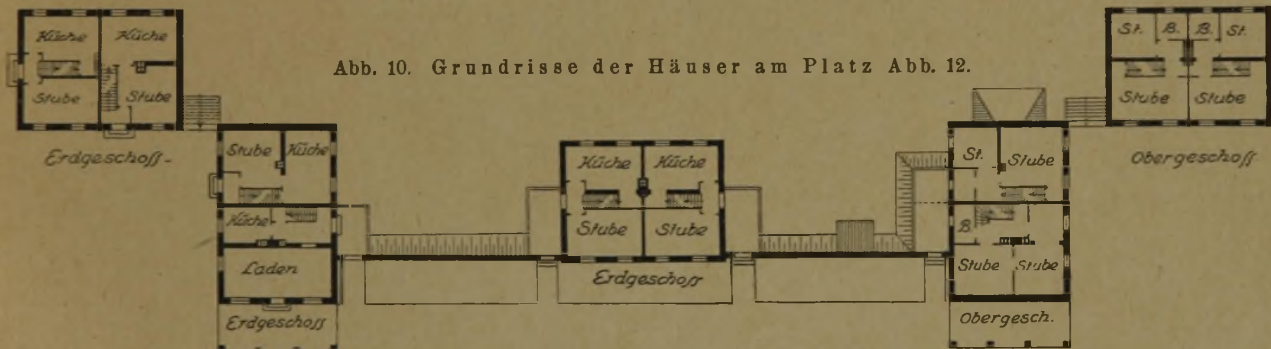 Abb. 10. Grundrisse der Häuser am Platz Abb. 12.
Küche Küche
Stube Stube
Erdgeschoss-
Stube Küche
Küche
Laden
Erdgeschoss
Küche Küche
Stube Stube
Erdgeschoss
St. Stube
B.
Stube Stube
Obergesch.
St. B. B. St.
Stube Stube
Obergeschoss